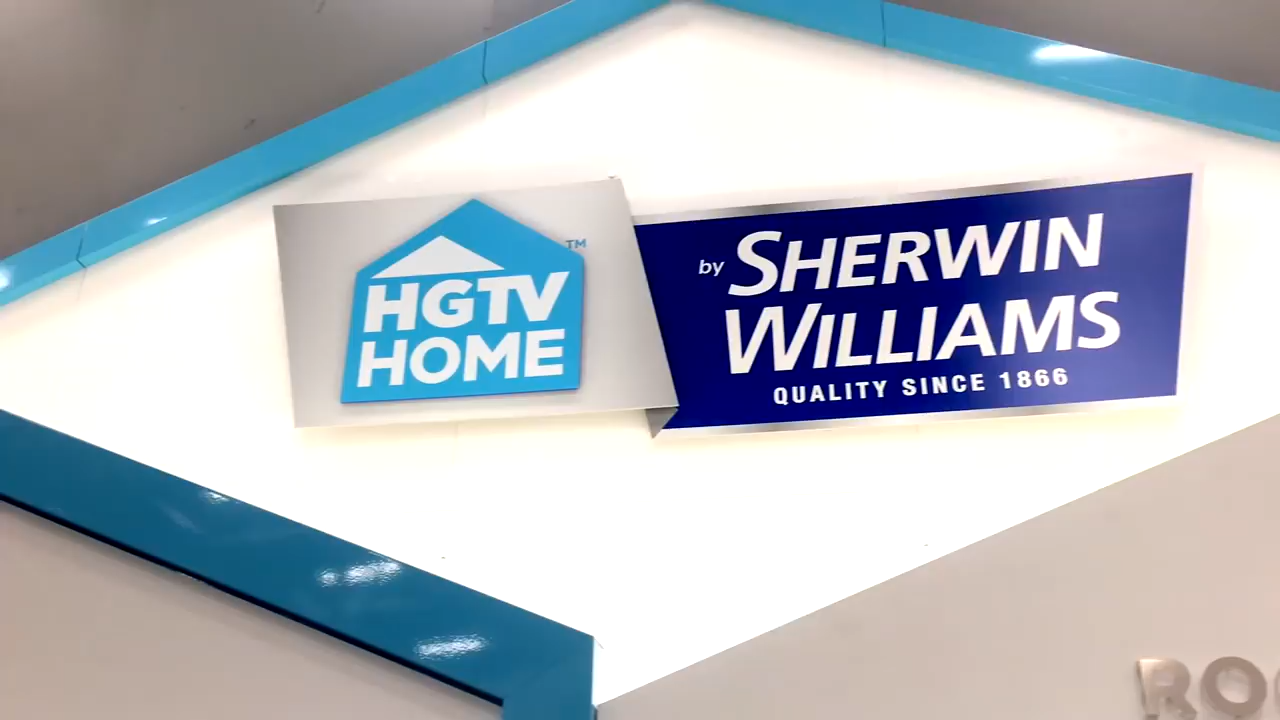 HGTV
HOME
TM
by SHERWIN
WILLIAMS
QUALITY SINCE 1866